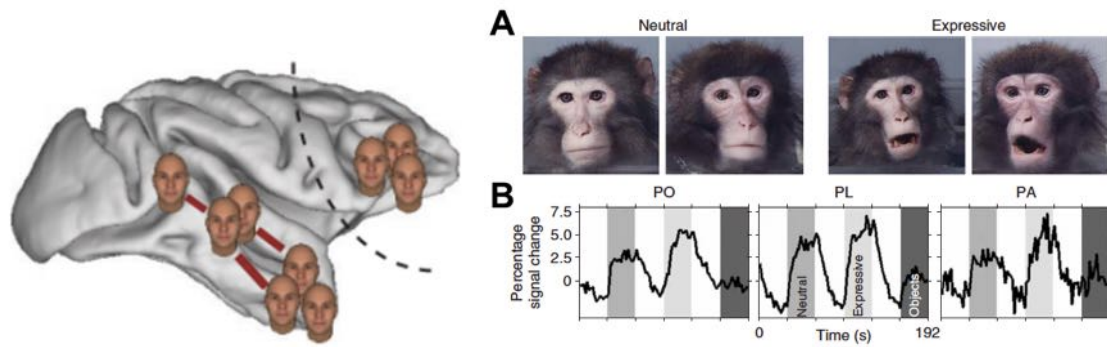 A
Neutral
Expressive
B
PO
PL
PA
Percentage
signal change
7.5
5.0
2.5
0
Neutral
Expressive
Objects
0
Time (s)
192